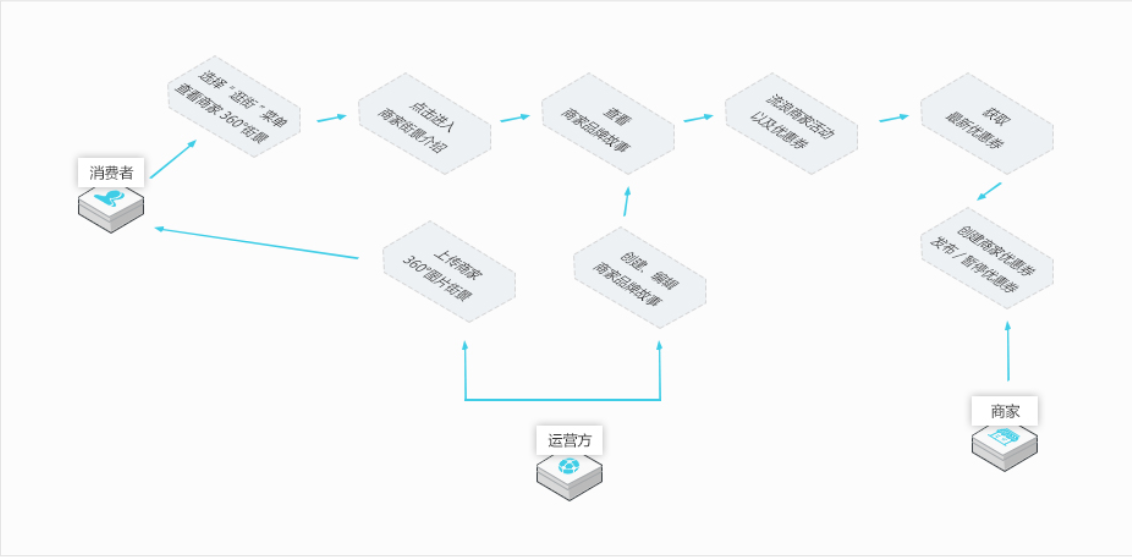 选择“逛街”菜单
查看商家 360°街景
点击进入
商家街景介绍
查看
商家品牌故事
流浪商家活动
以及优惠券
获取
最新优惠券
消费者
上传商家
360°图片街景
创建、编辑
商家品牌故事
创建商家优惠券
发布 / 暂停优惠券
运营方
商家